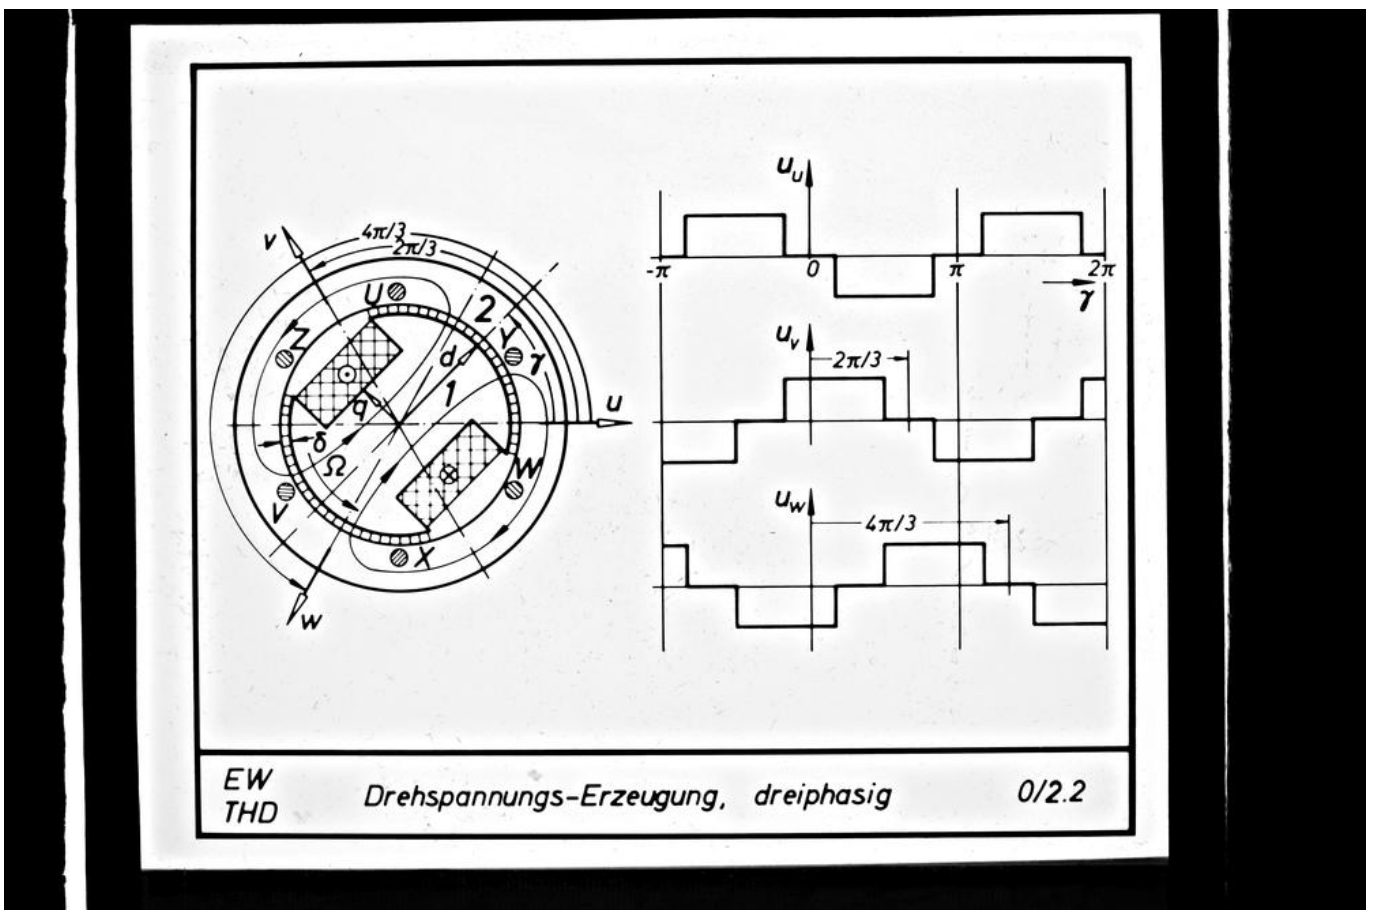 v
4π/3
2π/3
U
2
Z
Y
d
γ
1
q
u
δ
Ω
W
V
X
w
u_u
-π
0
π
2π
γ
u_v
2π/3
u_w
4π/3
EW
THD
Drehspannungs-Erzeugung, dreiphasig
0/2.2